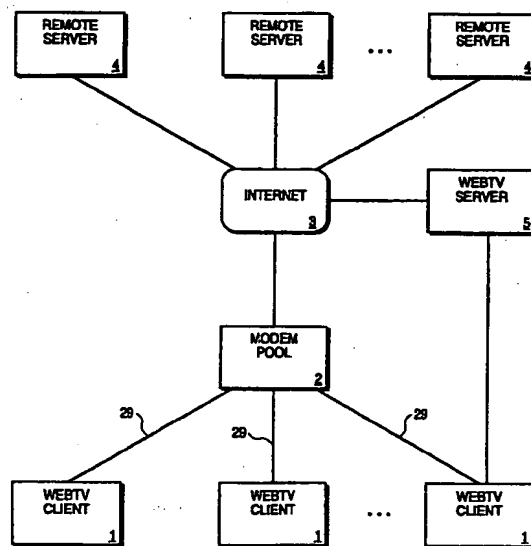 REMOTE
SERVER
4
REMOTE
SERVER
4
...
REMOTE
SERVER
4
INTERNET
3
WEBTV
SERVER
5
MODEM
POOL
2
29
29
29
WEBTV
CLIENT
1
WEBTV
CLIENT
1
...
WEBTV
CLIENT
1